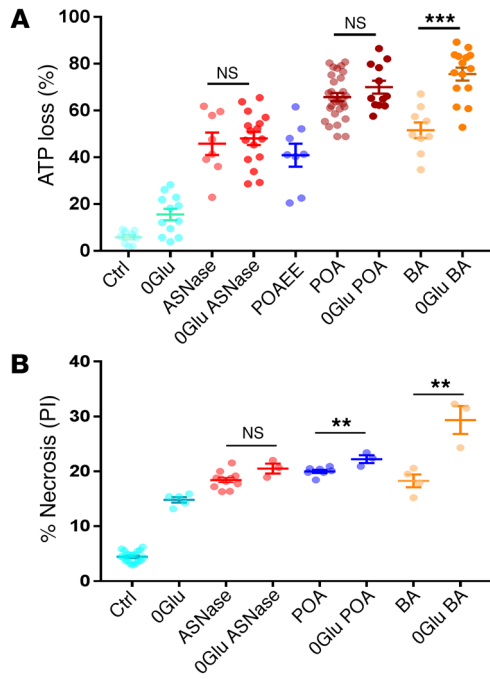 A
ATP loss (%)
100
80
60
40
20
0
NS
NS
***
Ctrl
0Glu
ASNase
0Glu ASNase
POAEE
POA
0Glu POA
BA
0Glu BA
B
% Necrosis (PI)
40
30
20
10
0
NS
**
**
Ctrl
0Glu
ASNase
0Glu ASNase
POA
0Glu POA
BA
0Glu BA